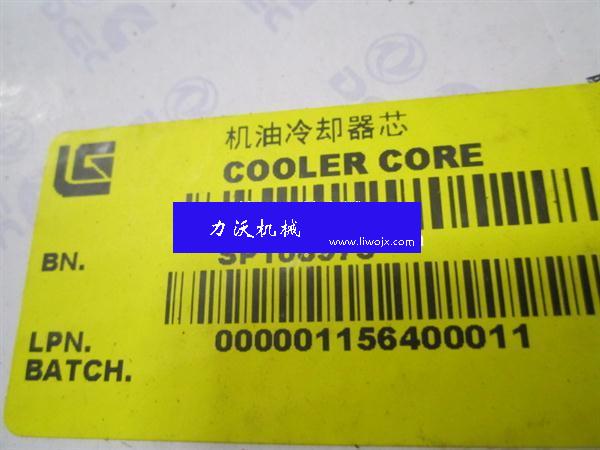 机油冷却器芯
COOLER CORE
力沃机械
www.liwojx.com
BN.
LPN.
000001156400011
BATCH.